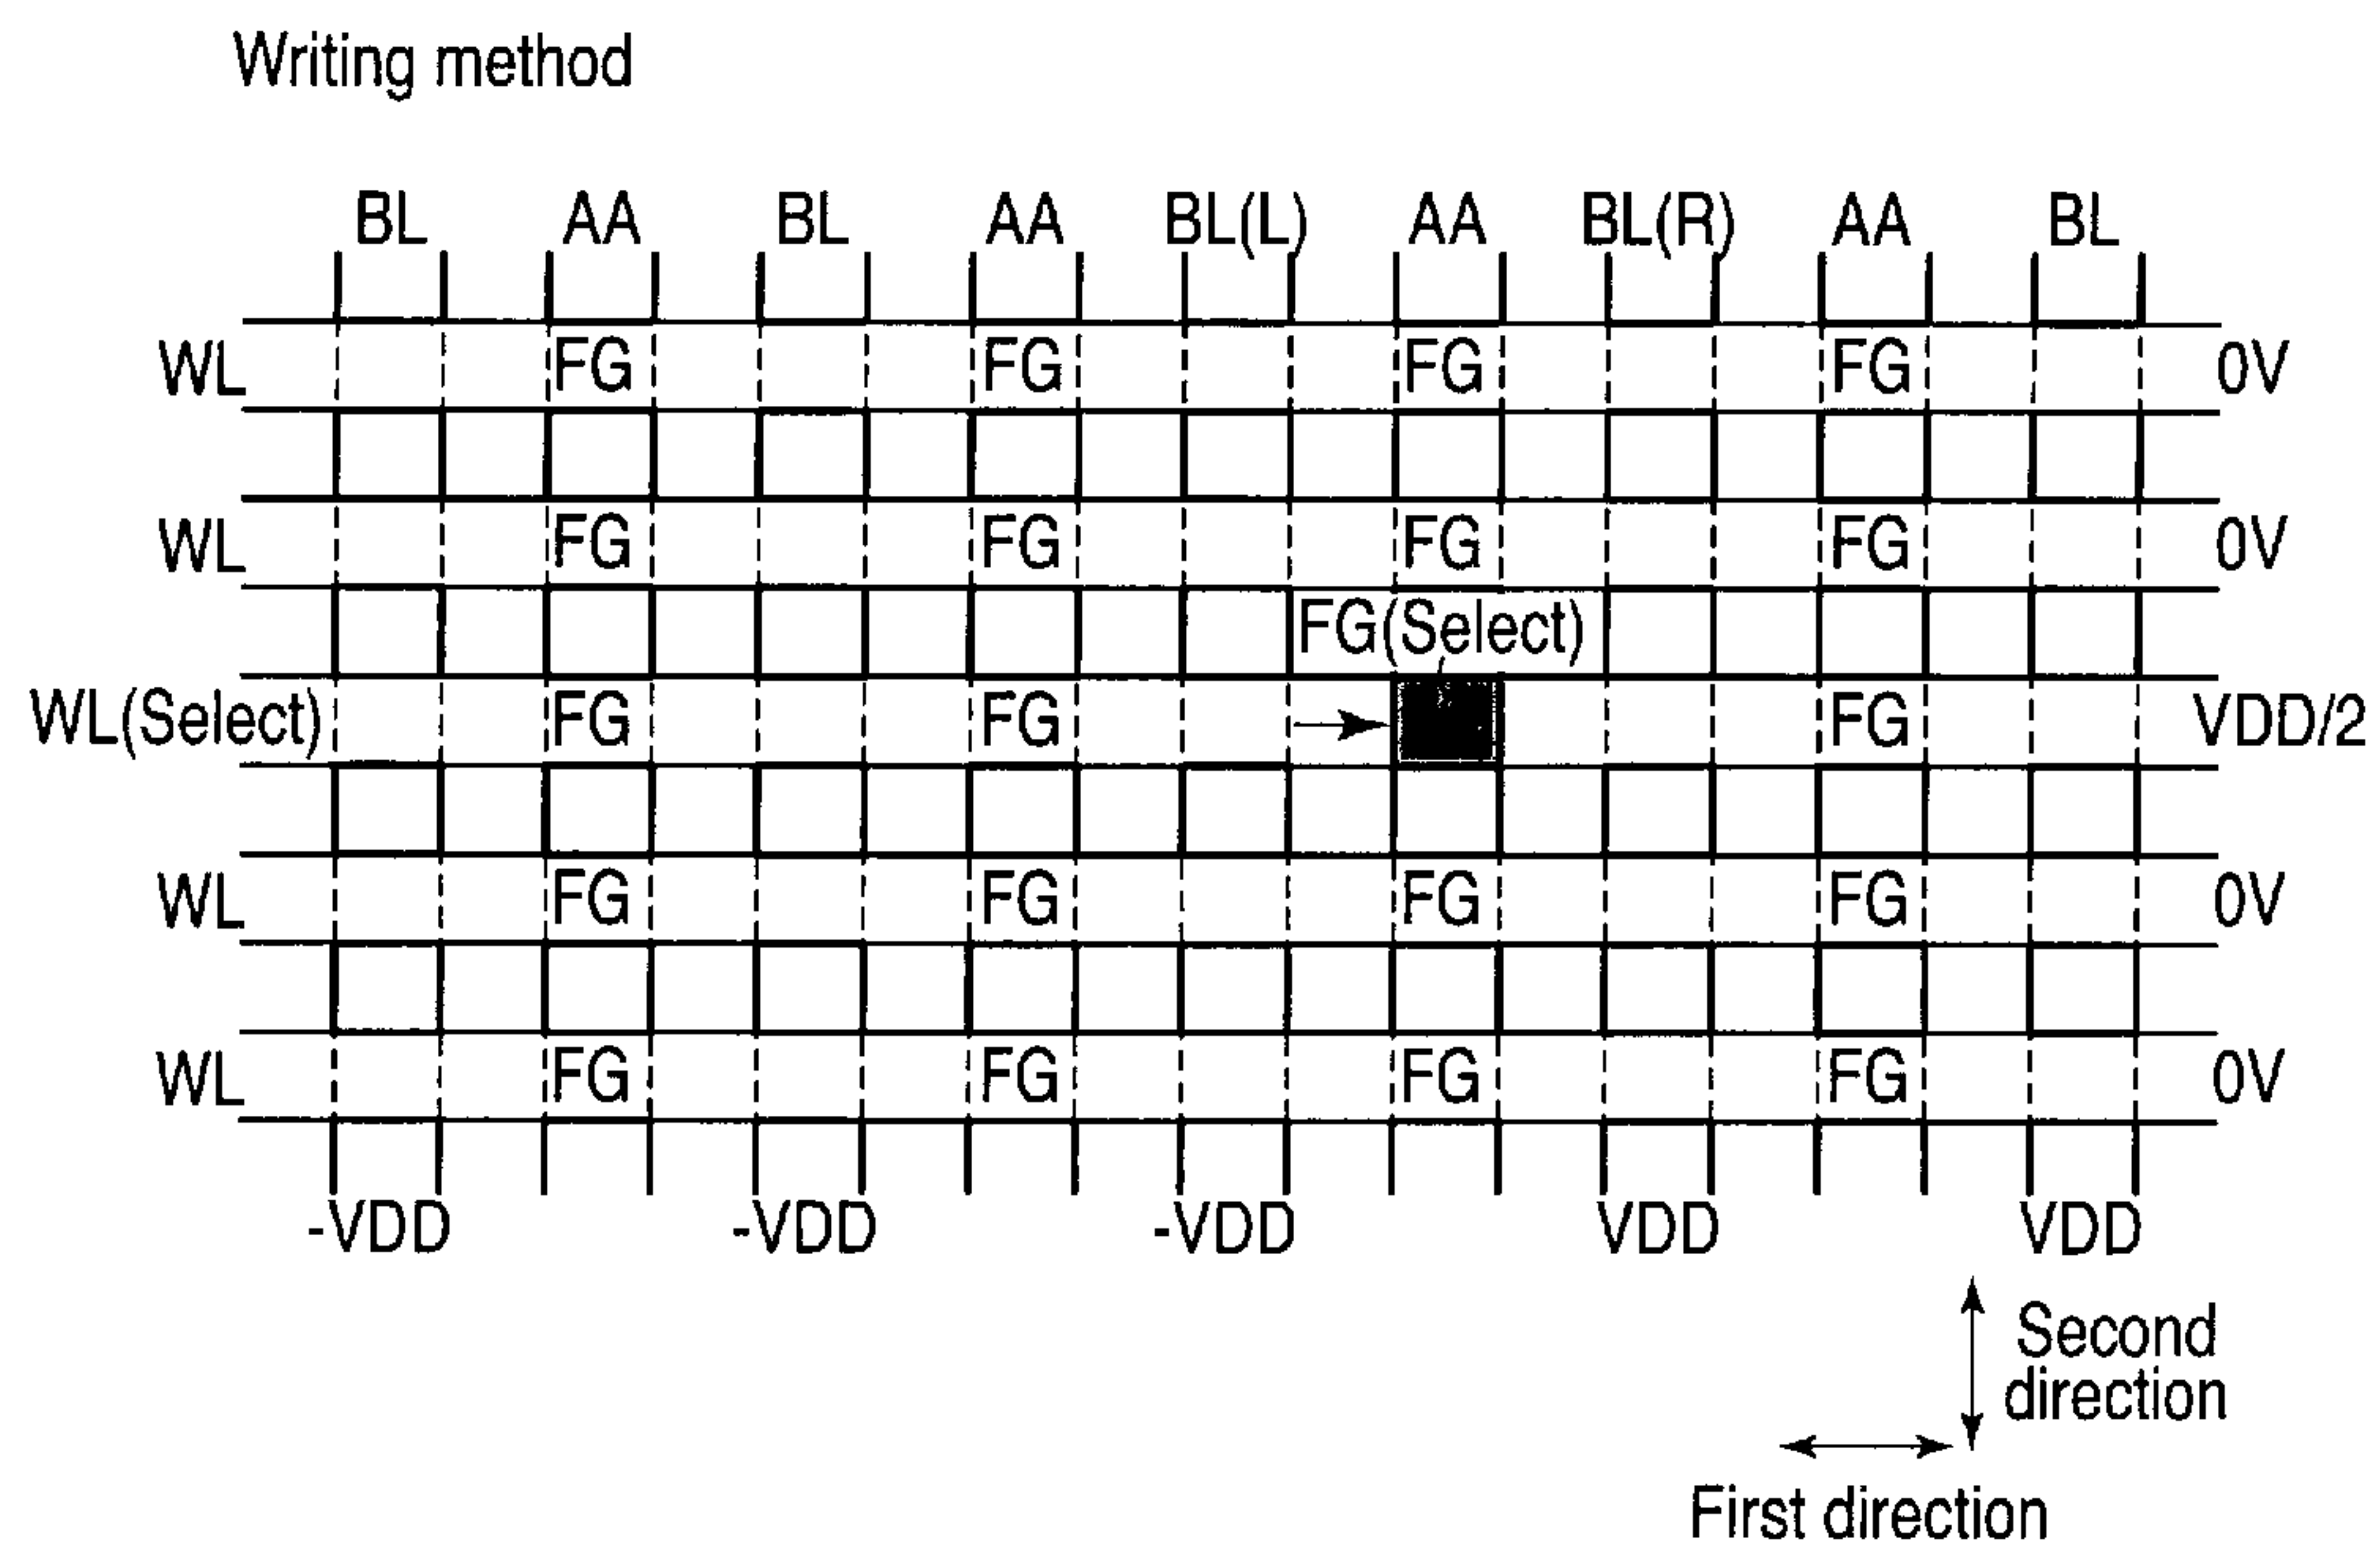 Writing method
BL AA BL AA BL(L) AA BL(R) AA BL
WL FG FG FG FG 0V
WL FG FG FG FG 0V
FG(Select)
WL(Select) FG FG FG VDD/2
WL FG FG FG FG 0V
WL FG FG FG FG 0V
-VDD -VDD -VDD VDD VDD
Second
direction
First direction